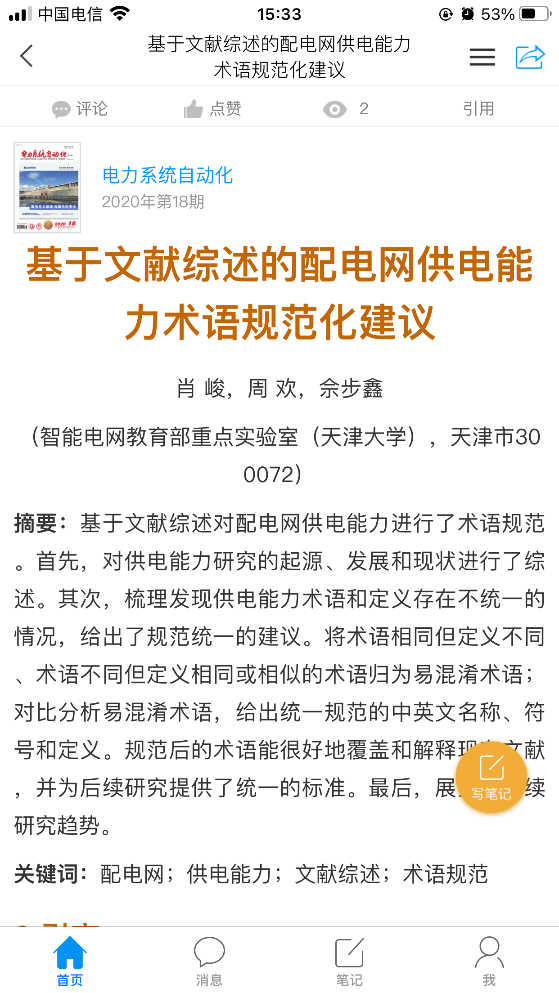 中国电信 15:33 53%
基于文献综述的配电网供电能力
术语规范化建议
评论 点赞 2 引用
电力系统自动化
电力系统自动化
2020年第18期
基于文献综述的配电网供电能
力术语规范化建议
肖 峻，周 欢，佘步鑫
（智能电网教育部重点实验室（天津大学），天津市30
0072）
摘要：基于文献综述对配电网供电能力进行了术语规范
。首先，对供电能力研究的起源、发展和现状进行了综
述。其次，梳理发现供电能力术语和定义存在不统一的
情况，给出了规范统一的建议。将术语相同但定义不同
、术语不同但定义相同或相似的术语归为易混淆术语；
对比分析易混淆术语，给出统一规范的中英文名称、符
号和定义。规范后的术语能很好地覆盖和解释现有文献
，并为后续研究提供了统一的标准。最后，展 续
研究趋势。
写笔记
关键词：配电网；供电能力；文献综述；术语规范
首页 消息 笔记 我